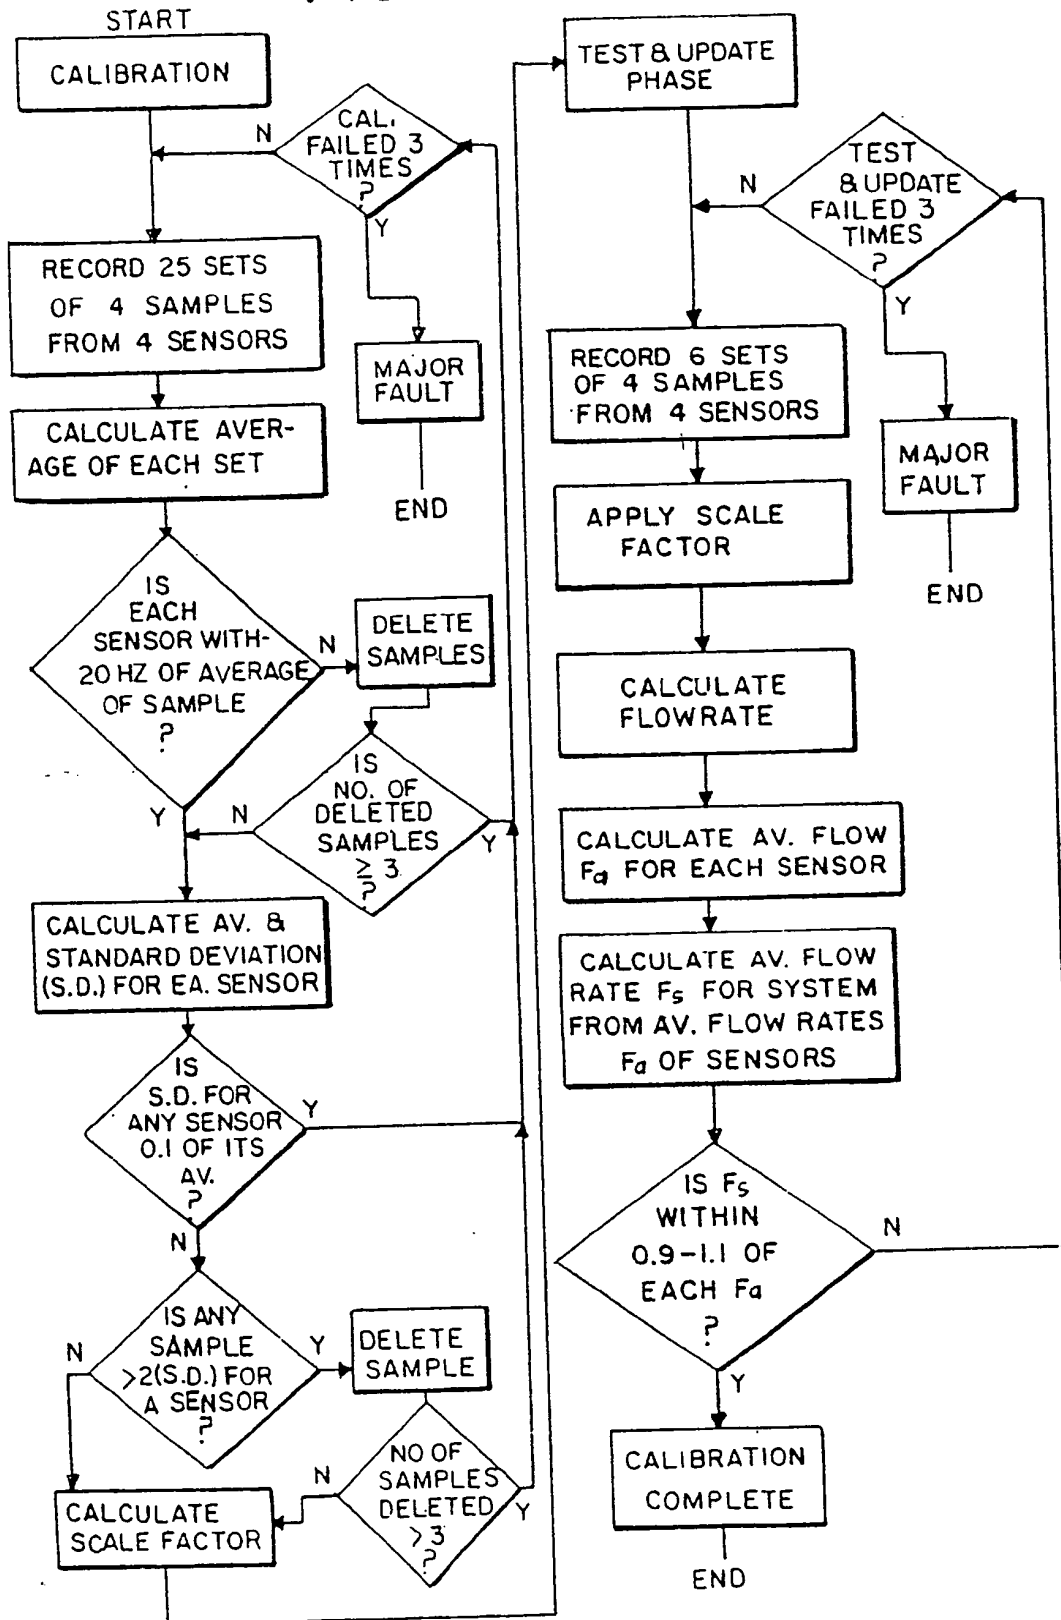 START
CALIBRATION
N
CAL.
FAILED 3
TIMES
?
Y
RECORD 25 SETS
OF 4 SAMPLES
FROM 4 SENSORS
MAJOR
FAULT
END
CALCULATE AVER-
AGE OF EACH SET
IS
EACH
SENSOR WITH-
20 HZ OF AVERAGE
OF SAMPLE
?
N
Y
DELETE
SAMPLES
IS
NO. OF
DELETED
SAMPLES
≥ 3
?
N
Y
CALCULATE AV. &
STANDARD DEVIATION
(S.D.) FOR EA. SENSOR
IS
S.D. FOR
ANY SENSOR
0.1 OF ITS
AV.
?
Y
N
IS ANY
SAMPLE
>2(S.D.) FOR
A SENSOR
?
N
Y
DELETE
SAMPLE
NO OF
SAMPLES
DELETED
>3
?
N
Y
CALCULATE
SCALE FACTOR
TEST & UPDATE
PHASE
N
TEST
& UPDATE
FAILED 3
TIMES
?
Y
RECORD 6 SETS
OF 4 SAMPLES
FROM 4 SENSORS
MAJOR
FAULT
END
APPLY SCALE
FACTOR
CALCULATE
FLOWRATE
CALCULATE AV. FLOW
Fa FOR EACH SENSOR
CALCULATE AV. FLOW
RATE Fs FOR SYSTEM
FROM AV. FLOW RATES
Fa OF SENSORS
IS Fs
WITHIN
0.9-1.1 OF
EACH Fa
?
N
Y
CALIBRATION
COMPLETE
END